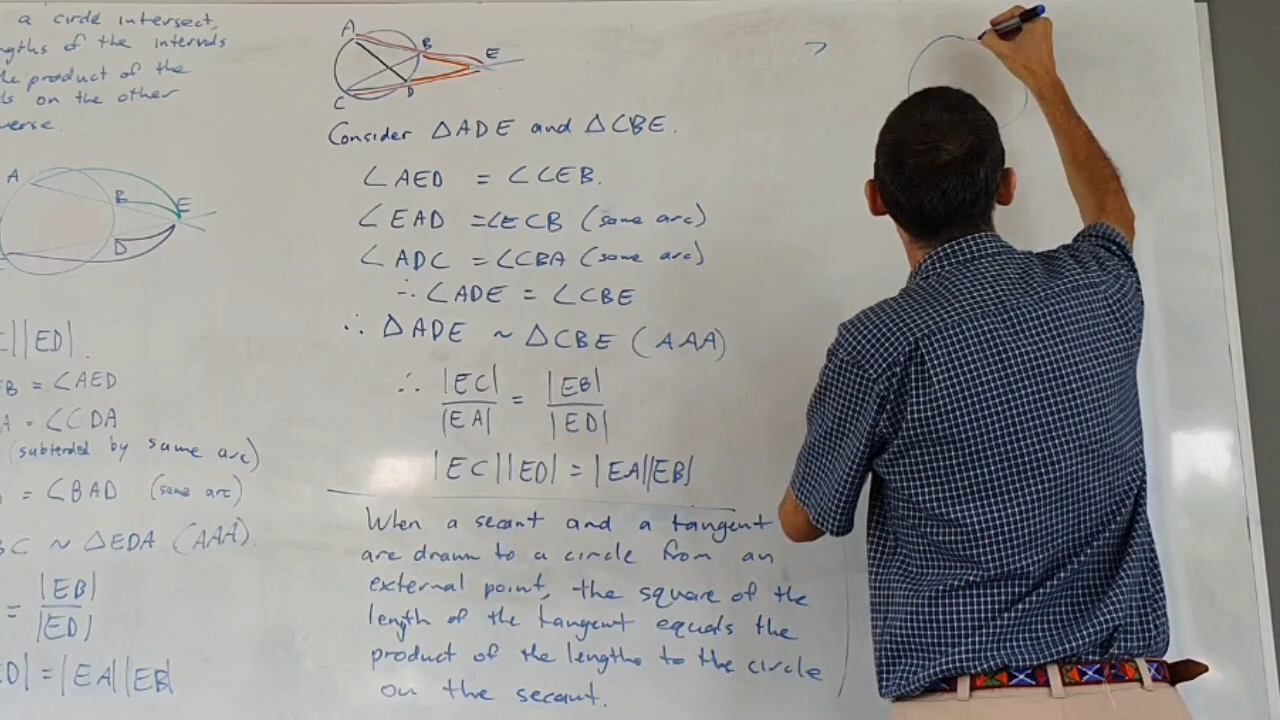 a circle intersect,
ngths of the intervals
he product of the
ls on the other
verse.
A
B
E
D
C||ED|.
EB = ∠AED
A = ∠CDA
(subtended by same arc)
= ∠BAD (same arc)
BC ~ △EDA (AAA).
= |EB| / |ED|
ED| = |EA||EB|
A
B
E
C
D
Consider △ADE and △CBE.
∠AED = ∠CEB.
∠EAD = ∠ECB (same arc)
∠ADC = ∠CBA (same arc)
∴ ∠ADE = ∠CBE
∴ △ADE ~ △CBE (AAA)
∴ |EC| / |EA| = |EB| / |ED|
|EC||ED| = |EA||EB|
When a secant and a tangent
are drawn to a circle from an
external point, the square of the
length of the tangent equals the
product of the lengths to the circle
on the secant.